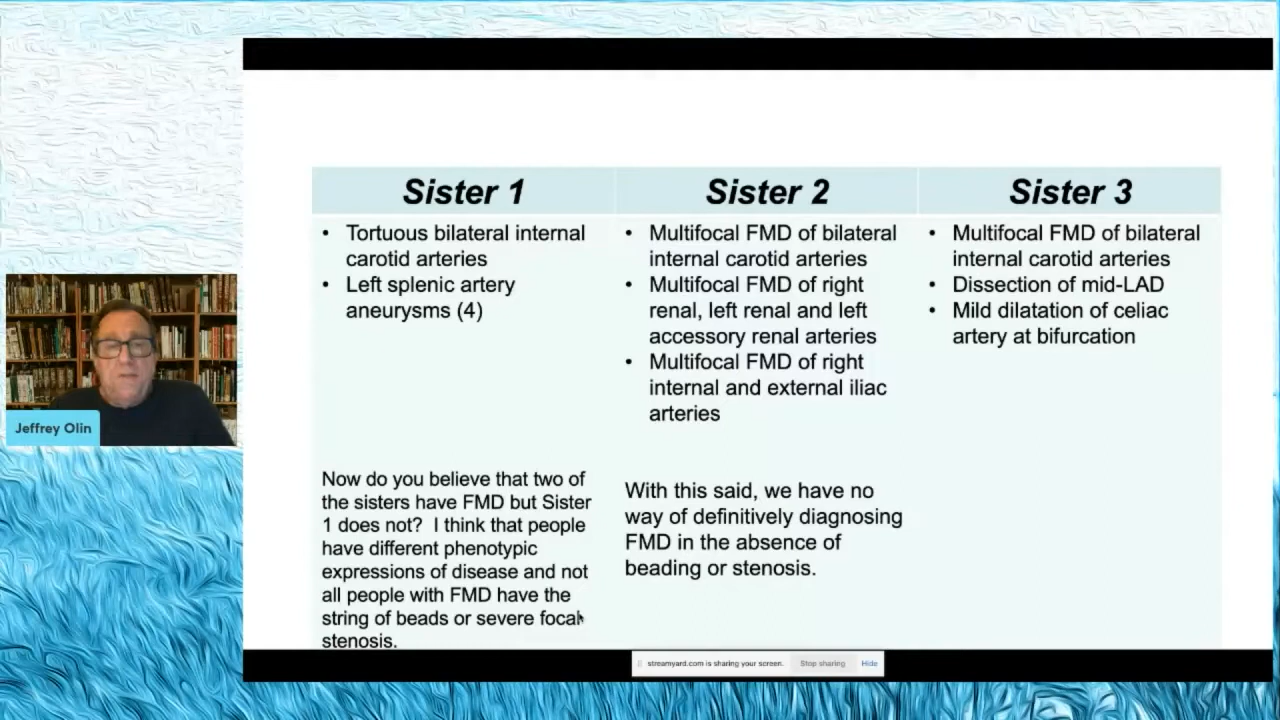 Sister 1
Sister 2
Sister 3
• Tortuous bilateral internal
carotid arteries
• Left splenic artery
aneurysms (4)
• Multifocal FMD of bilateral
internal carotid arteries
• Multifocal FMD of right
renal, left renal and left
accessory renal arteries
• Multifocal FMD of right
internal and external iliac
arteries
• Multifocal FMD of bilateral
internal carotid arteries
• Dissection of mid-LAD
• Mild dilatation of celiac
artery at bifurcation
Now do you believe that two of
the sisters have FMD but Sister
1 does not? I think that people
have different phenotypic
expressions of disease and not
all people with FMD have the
string of beads or severe focal
stenosis.
With this said, we have no
way of definitively diagnosing
FMD in the absence of
beading or stenosis.
Jeffrey Olin
streamyard.com is sharing your screen.
Stop sharing
Hide